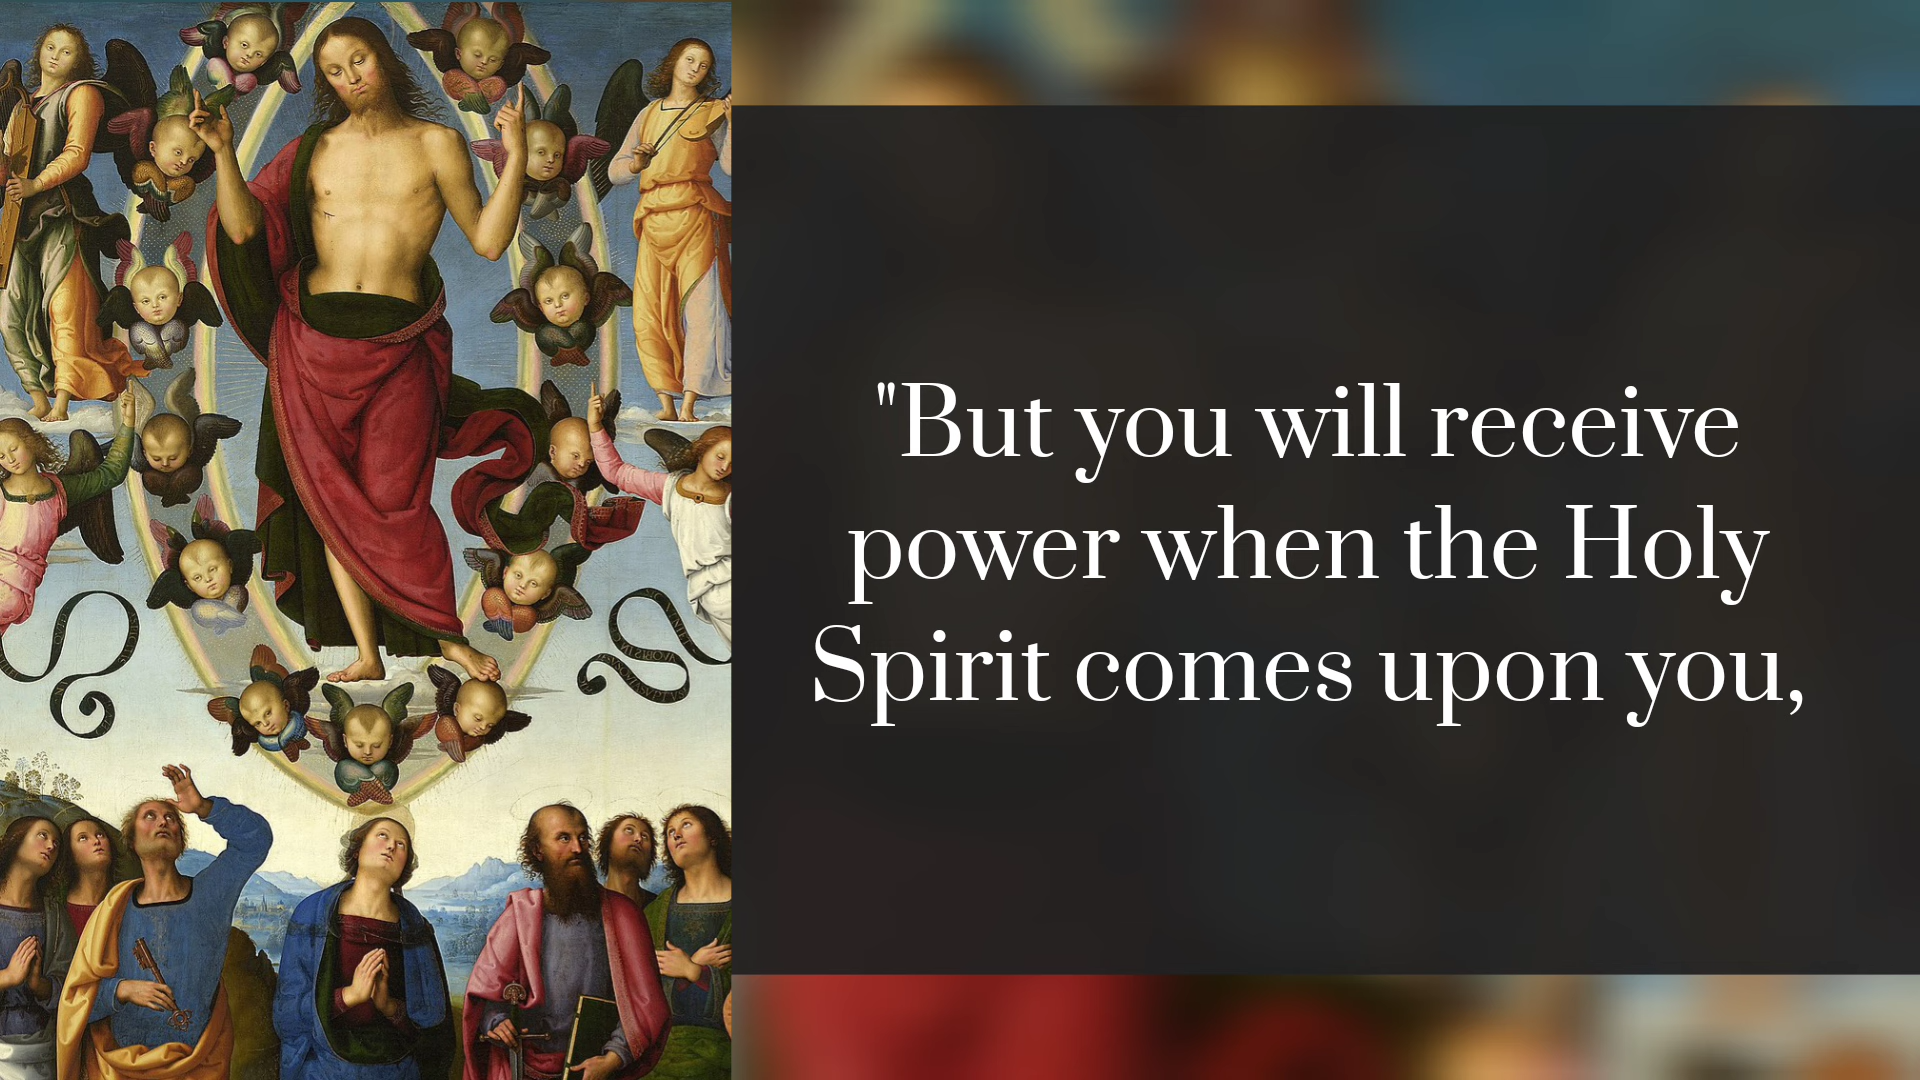 "But you will receive
power when the Holy
Spirit comes upon you,